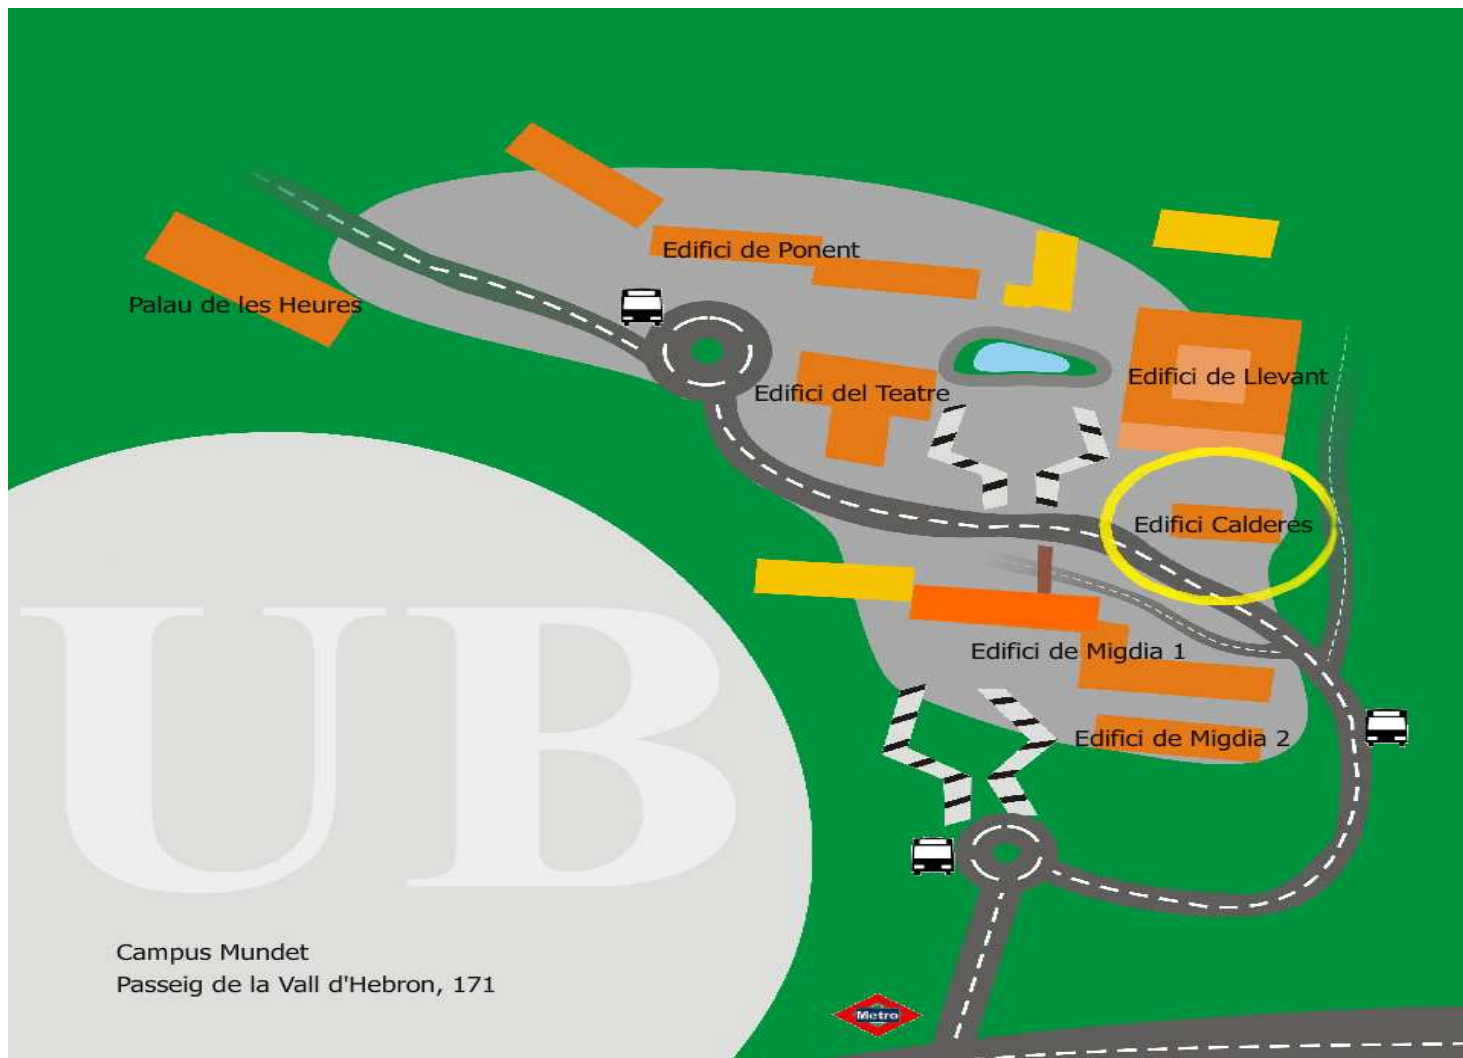 Edifici de Ponent
Palau de les Heures
Edifici de Llevant
Edifici del Teatre
Edifici Calderes
Edifici de Migdia 1
Edifici de Migdia 2
UB
Campus Mundet
Passeig de la Vall d'Hebron, 171
Metro